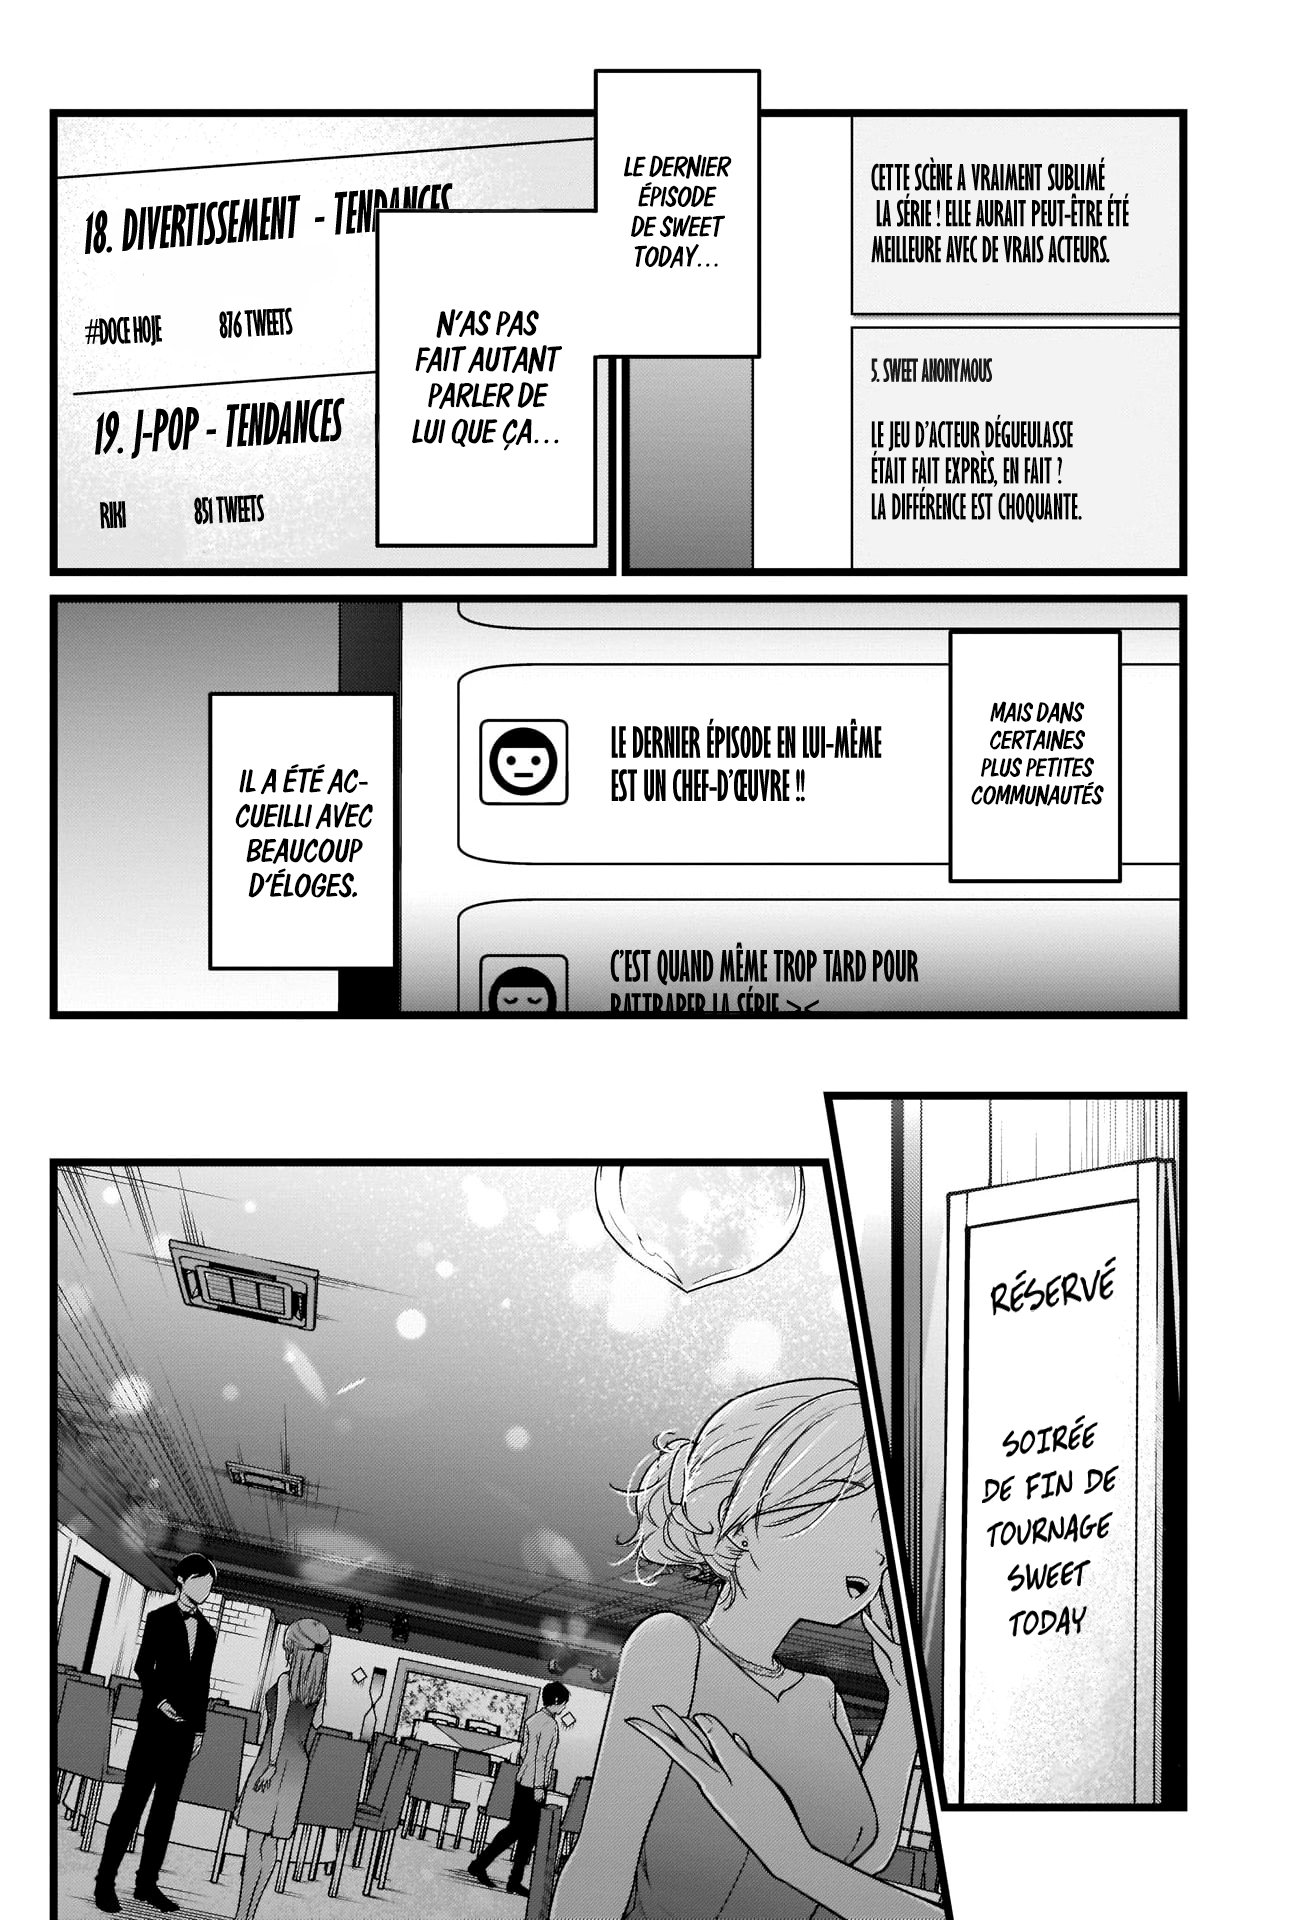 CETTE SCÈNE A VRAIMENT SUBLIMÉ
LA SÉRIE ! ELLE AURAIT PEUT-ÊTRE ÉTÉ
MEILLEURE AVEC DE VRAIS ACTEURS.
5. SWEET ANONYMOUS
LE JEU D'ACTEUR DÉGUEULASSE
ÉTAIT FAIT EXPRÈS, EN FAIT ?
LA DIFFÉRENCE EST CHOQUANTE.
LE DERNIER
ÉPISODE
DE SWEET
TODAY...
N'AS PAS
FAIT AUTANT
PARLER DE
LUI QUE ÇA...
18. DIVERTISSEMENT - TENDANCES
#DOCE HOJE 876 TWEETS
19. J-POP - TENDANCES
RIKI 851 TWEETS
MAIS DANS
CERTAINES
PLUS PETITES
COMMUNAUTÉS
LE DERNIER ÉPISODE EN LUI-MÊME
EST UN CHEF-D'ŒUVRE !!
C'EST QUAND MÊME TROP TARD POUR
RATTRAPER LA SÉRIE ><
IL A ÉTÉ AC-
CUEILLI AVEC
BEAUCOUP
D'ÉLOGES.
RÉSERVÉ
SOIRÉE
DE FIN DE
TOURNAGE
SWEET
TODAY